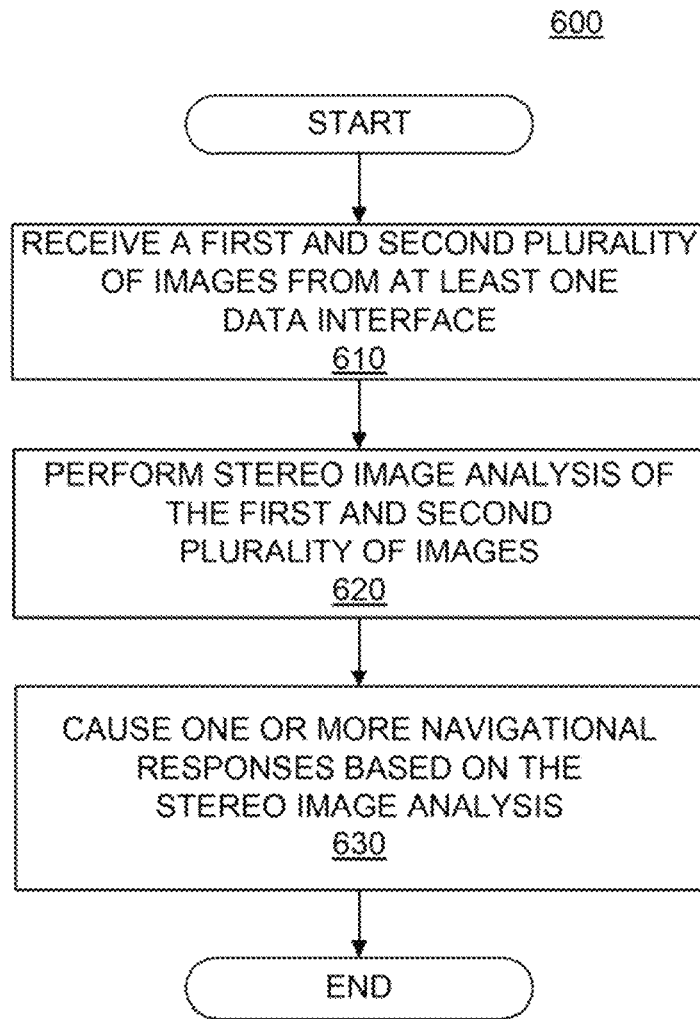 600
START
RECEIVE A FIRST AND SECOND PLURALITY
OF IMAGES FROM AT LEAST ONE
DATA INTERFACE
610
PERFORM STEREO IMAGE ANALYSIS OF
THE FIRST AND SECOND
PLURALITY OF IMAGES
620
CAUSE ONE OR MORE NAVIGATIONAL
RESPONSES BASED ON THE
STEREO IMAGE ANALYSIS
630
END